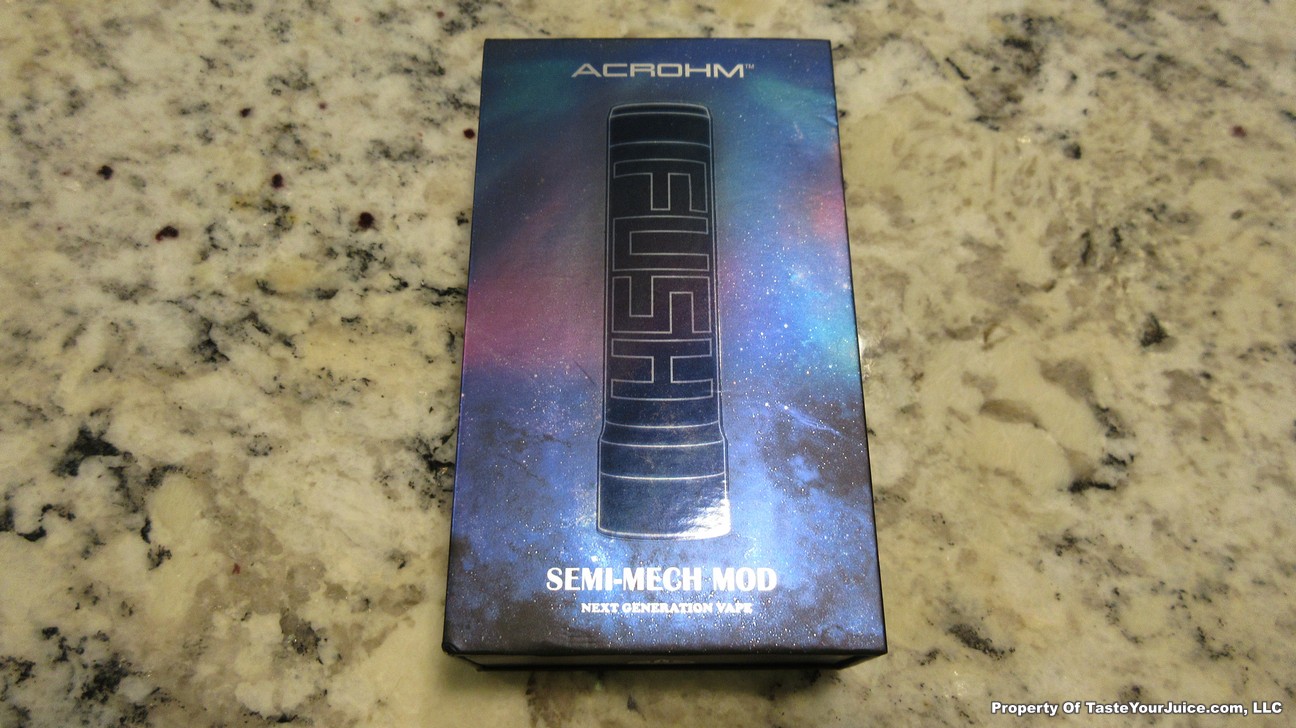 ACROHM™
FUSH
SEMI-MECH MOD
NEXT GENERATION VAPE
Property Of TasteYourJuice.com, LLC